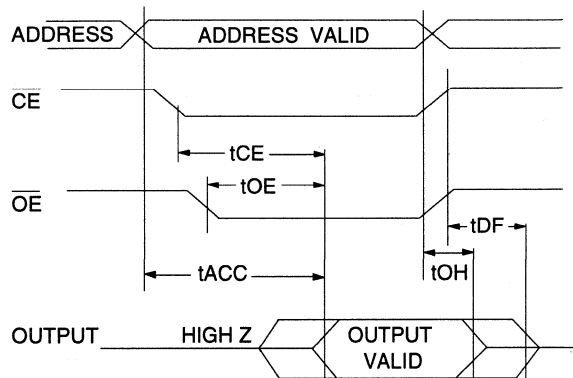 ADDRESS ADDRESS VALID
CE
tCE
tOE
OE
tDF
tACC
tOH
OUTPUT HIGH Z OUTPUT
VALID